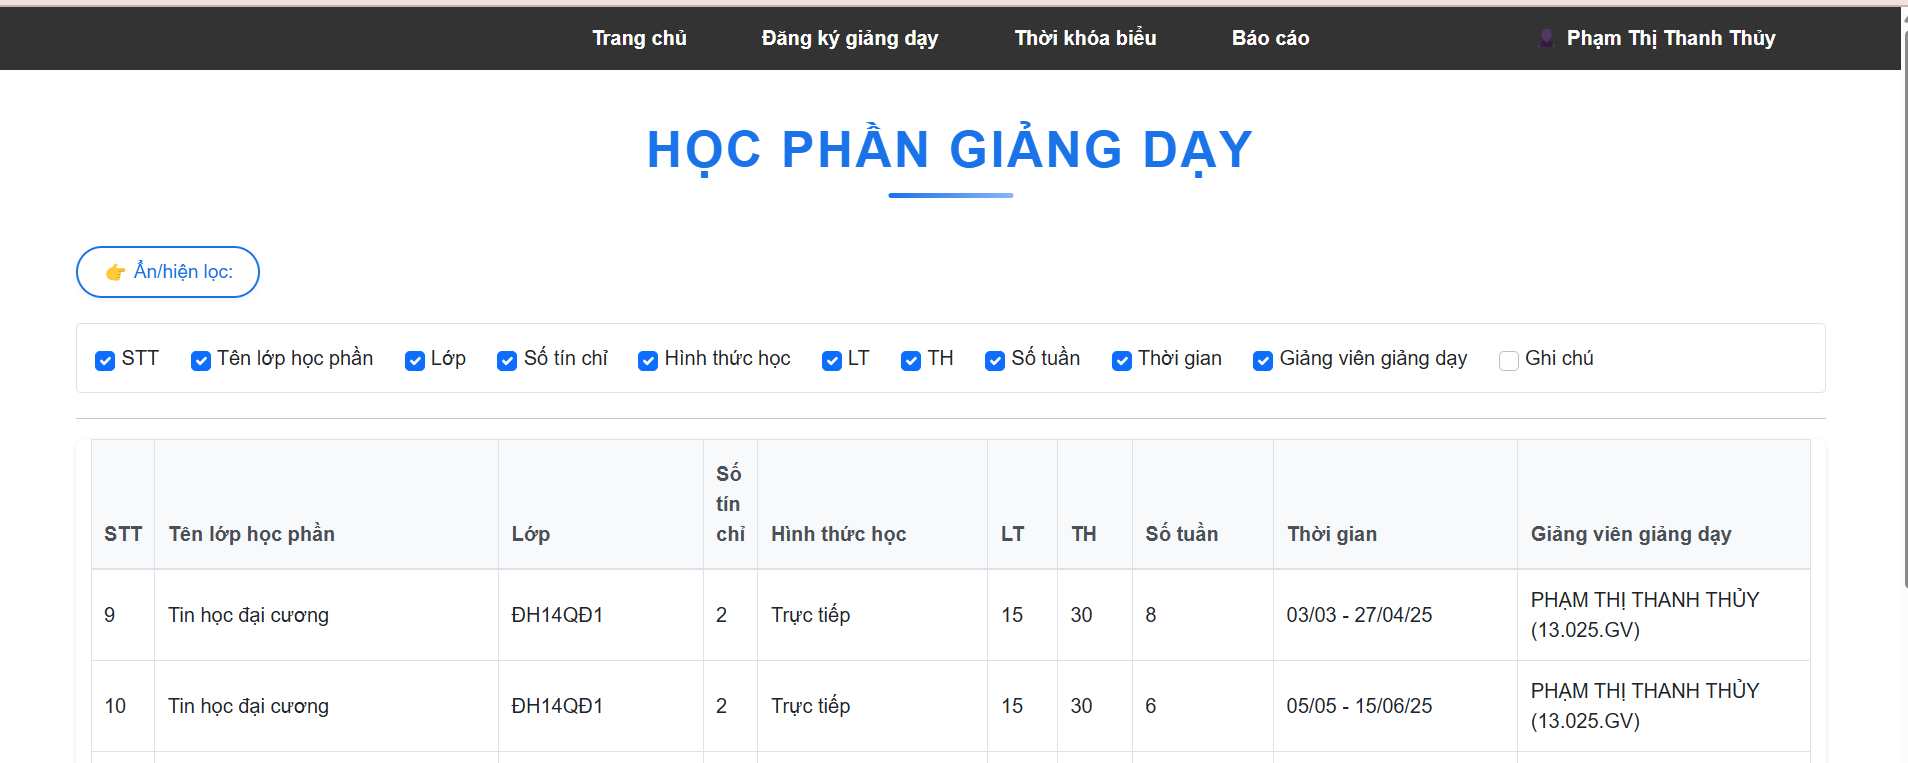 Trang chủ Đăng ký giảng dạy Thời khóa biểu Báo cáo Phạm Thị Thanh Thủy
HỌC PHẦN GIẢNG DẠY
👉 Ẩn/hiện lọc:
STT Tên lớp học phần Lớp Số tín chỉ Hình thức học LT TH Số tuần Thời gian Giảng viên giảng dạy Ghi chú
STT Tên lớp học phần Lớp Số tín chỉ Hình thức học LT TH Số tuần Thời gian Giảng viên giảng dạy
9 Tin học đại cương ĐH14QĐ1 2 Trực tiếp 15 30 8 03/03 - 27/04/25 PHẠM THỊ THANH THỦY (13.025.GV)
10 Tin học đại cương ĐH14QĐ1 2 Trực tiếp 15 30 6 05/05 - 15/06/25 PHẠM THỊ THANH THỦY (13.025.GV)